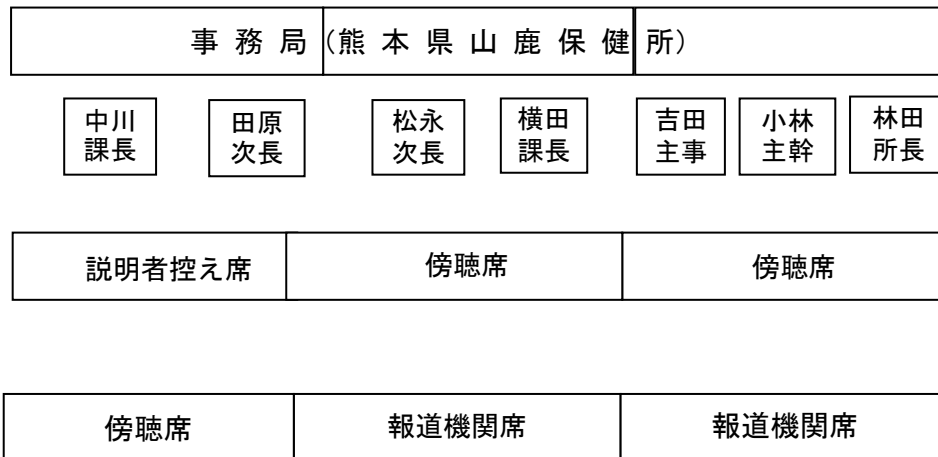 事 務 局 (熊 本 県 山 鹿 保 健 所)
中川
課長
田原
次長
松永
次長
横田
課長
吉田
主事
小林
主幹
林田
所長
説明者控え席
傍聴席
傍聴席
傍聴席
報道機関席
報道機関席